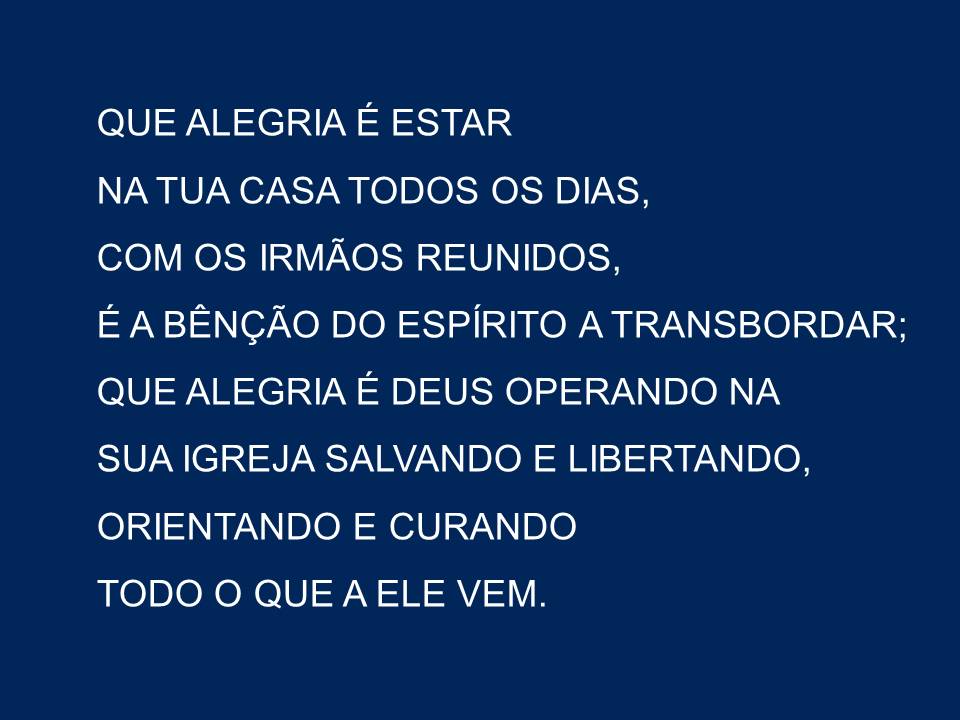 QUE ALEGRIA É ESTAR
NA TUA CASA TODOS OS DIAS,
COM OS IRMÃOS REUNIDOS,
É A BÊNÇÃO DO ESPÍRITO A TRANSBORDAR;
QUE ALEGRIA É DEUS OPERANDO NA
SUA IGREJA SALVANDO E LIBERTANDO,
ORIENTANDO E CURANDO
TODO O QUE A ELE VEM.